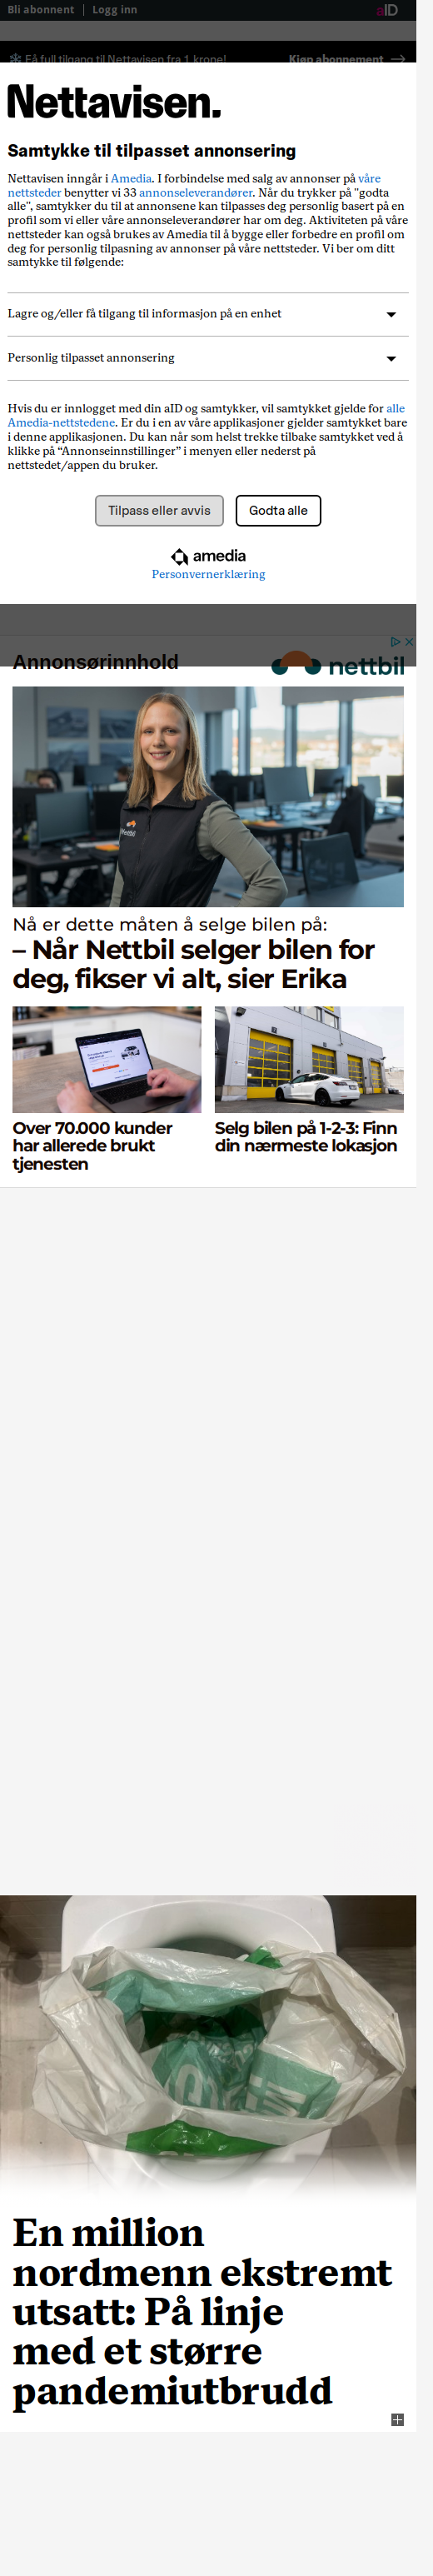 Bli abonnent | Logg inn aID
Få full tilgang til Nettavisen fra 1 krone! Kjøp abonnement →
Nettavisen.
Samtykke til tilpasset annonsering
Nettavisen inngår i Amedia. I forbindelse med salg av annonser på våre
nettsteder benytter vi 33 annonseleverandører. Når du trykker på "godta
alle", samtykker du til at annonsene kan tilpasses deg personlig basert på en
profil som vi eller våre annonseleverandører har om deg. Aktiviteten på våre
nettsteder kan også brukes av Amedia til å bygge eller forbedre en profil om
deg for personlig tilpasning av annonser på våre nettsteder. Vi ber om ditt
samtykke til følgende:
Lagre og/eller få tilgang til informasjon på en enhet
Personlig tilpasset annonsering
Hvis du er innlogget med din aID og samtykker, vil samtykket gjelde for alle
Amedia-nettstedene. Er du i en av våre applikasjoner gjelder samtykket bare
i denne applikasjonen. Du kan når som helst trekke tilbake samtykket ved å
klikke på “Annonseinnstillinger” i menyen eller nederst på
nettstedet/appen du bruker.
Tilpass eller avvis Godta alle
amedia
Personvernerklæring
Annonsørinnhold nettbil
Nettbil
Nå er dette måten å selge bilen på:
– Når Nettbil selger bilen for
deg, fikser vi alt, sier Erika
Over 70.000 kunder
har allerede brukt
tjenesten
Selg bilen på 1-2-3: Finn
din nærmeste lokasjon
En million
nordmenn ekstremt
utsatt: På linje
med et større
pandemiutbrudd